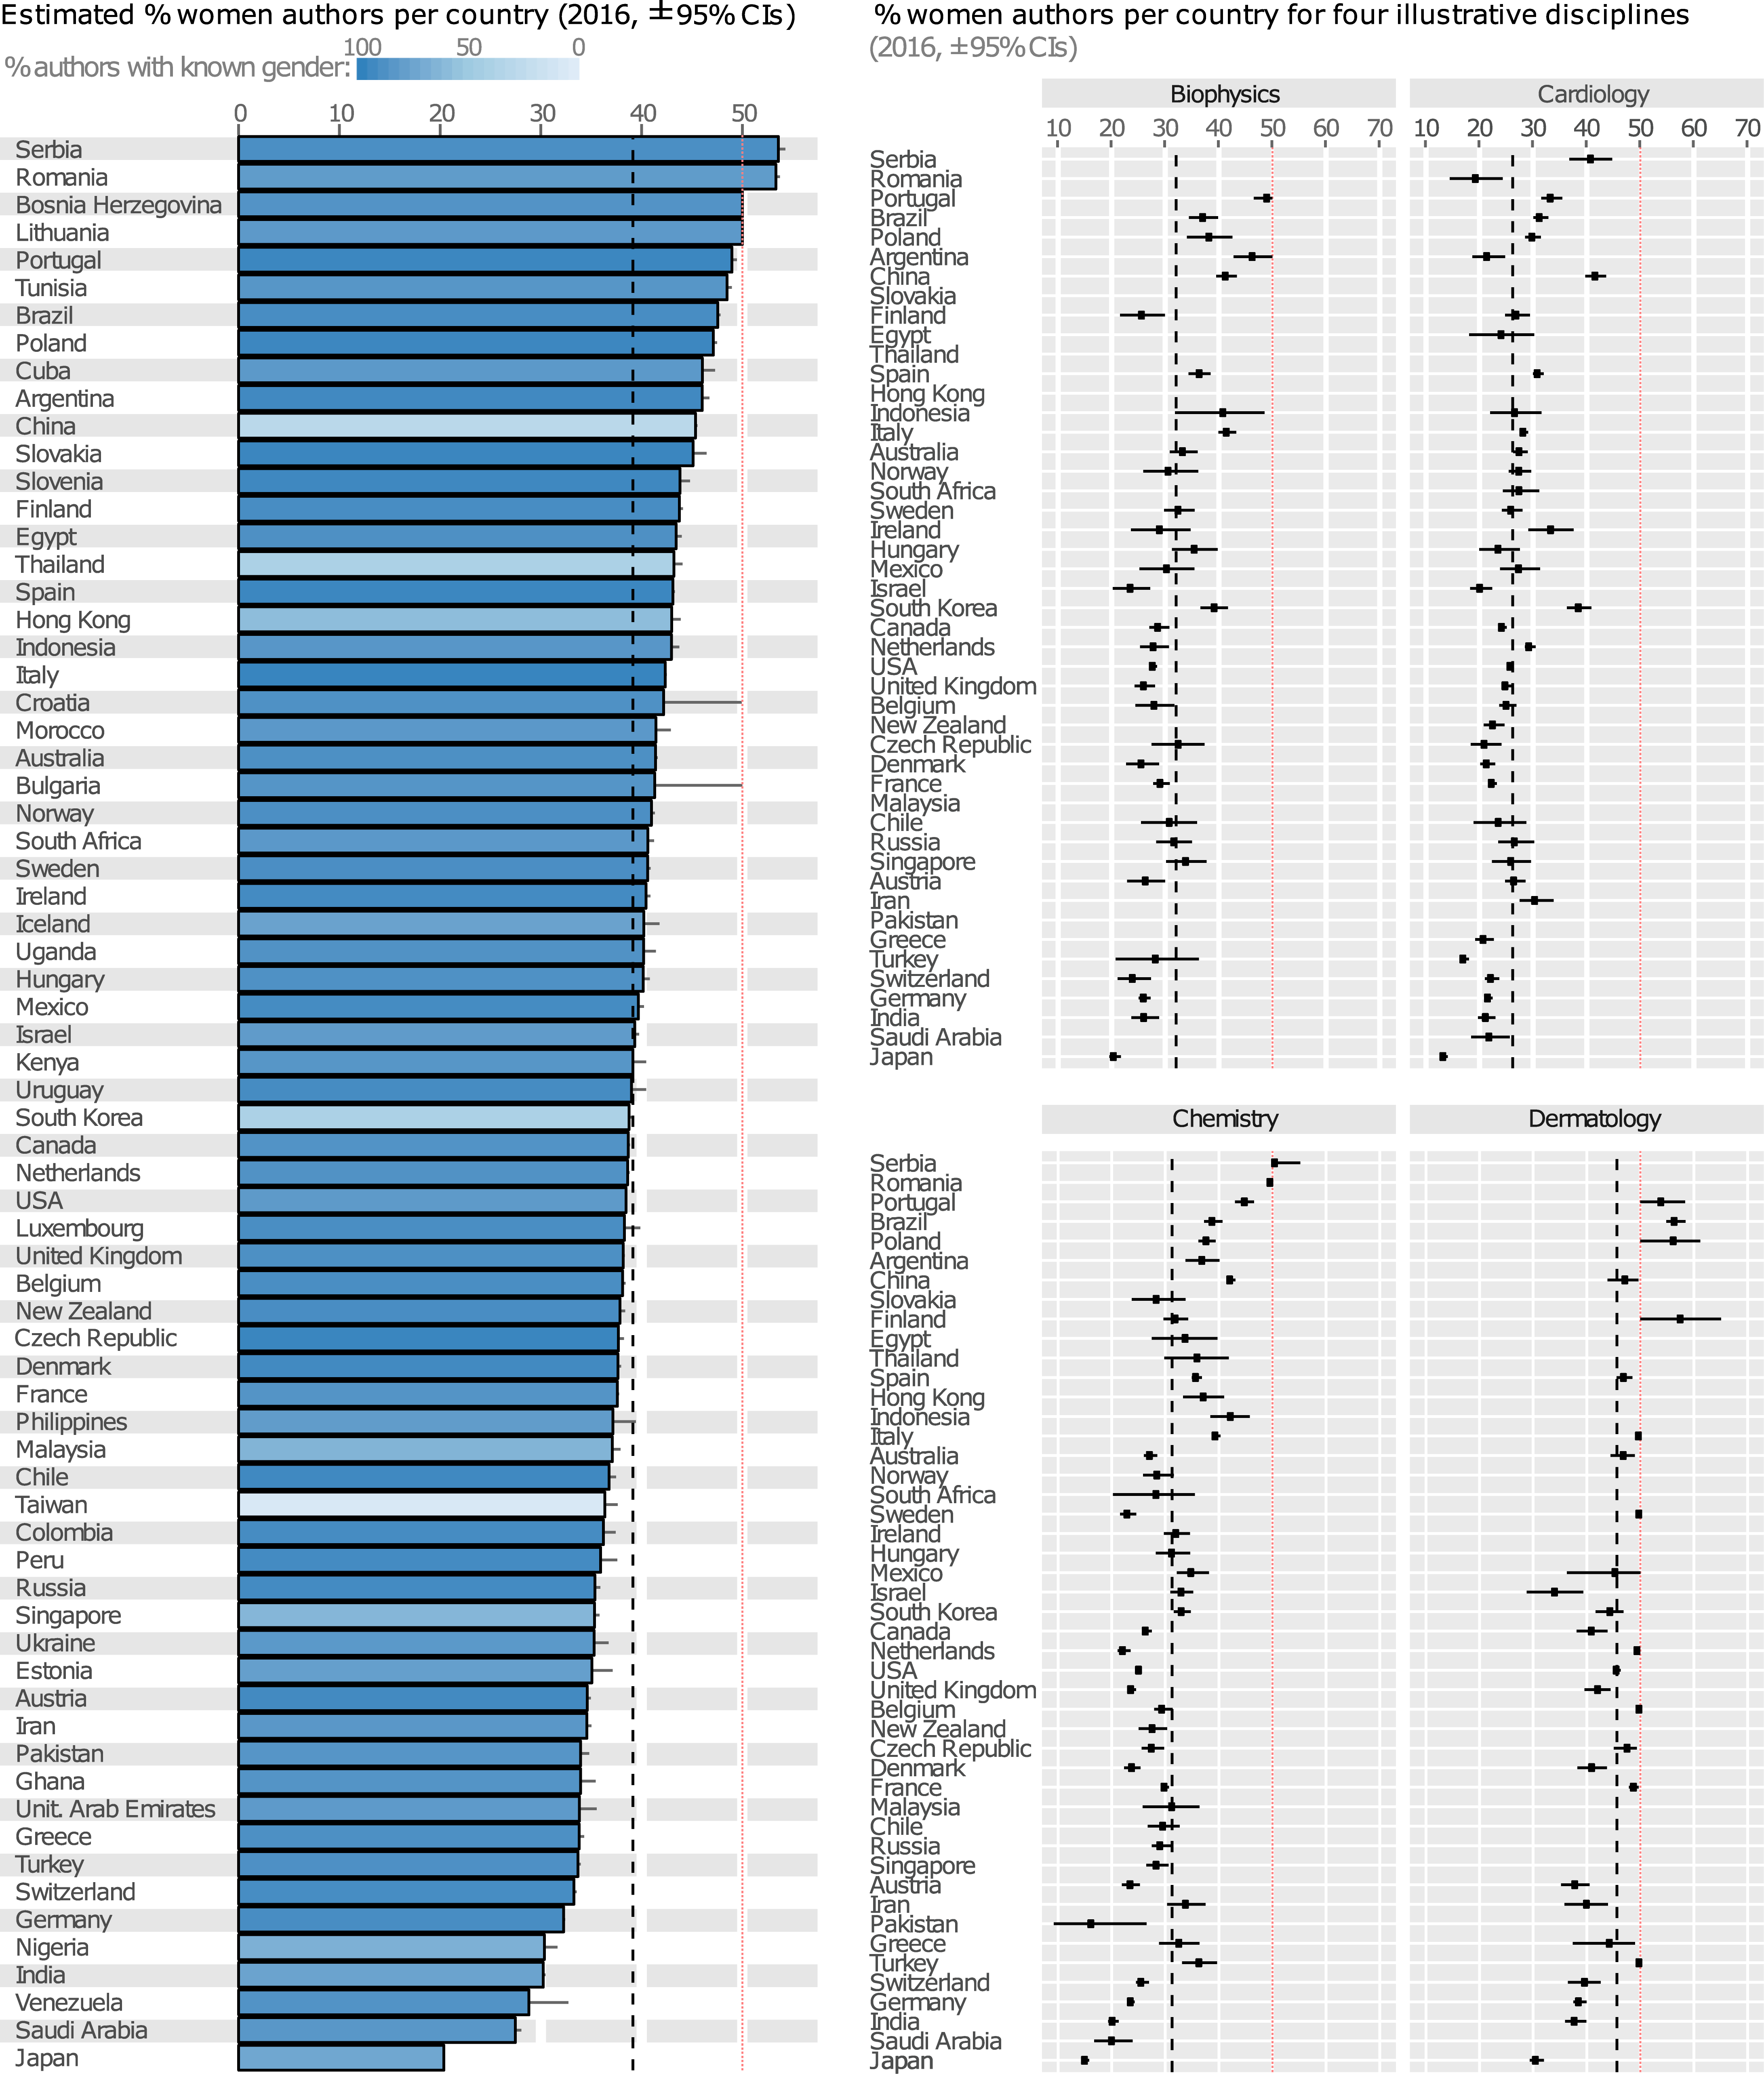 Estimated % women authors per country (2016, ±95% CIs)
% authors with known gender:
100 50 0
0 10 20 30 40 50
Serbia
Romania
Bosnia Herzegovina
Lithuania
Portugal
Tunisia
Brazil
Poland
Cuba
Argentina
China
Slovakia
Slovenia
Finland
Egypt
Thailand
Spain
Hong Kong
Indonesia
Italy
Croatia
Morocco
Australia
Bulgaria
Norway
South Africa
Sweden
Ireland
Iceland
Uganda
Hungary
Mexico
Israel
Kenya
Uruguay
South Korea
Canada
Netherlands
USA
Luxembourg
United Kingdom
Belgium
New Zealand
Czech Republic
Denmark
France
Philippines
Malaysia
Chile
Taiwan
Colombia
Peru
Russia
Singapore
Ukraine
Estonia
Austria
Iran
Pakistan
Ghana
Unit. Arab Emirates
Greece
Turkey
Switzerland
Germany
Nigeria
India
Venezuela
Saudi Arabia
Japan
% women authors per country for four illustrative disciplines
(2016, ±95% CIs)
Biophysics Cardiology
10 20 30 40 50 60 70 10 20 30 40 50 60 70
Serbia
Romania
Portugal
Brazil
Poland
Argentina
China
Slovakia
Finland
Egypt
Thailand
Spain
Hong Kong
Indonesia
Italy
Australia
Norway
South Africa
Sweden
Ireland
Hungary
Mexico
Israel
South Korea
Canada
Netherlands
USA
United Kingdom
Belgium
New Zealand
Czech Republic
Denmark
France
Malaysia
Chile
Russia
Singapore
Austria
Iran
Pakistan
Greece
Turkey
Switzerland
Germany
India
Saudi Arabia
Japan
Chemistry Dermatology
Serbia
Romania
Portugal
Brazil
Poland
Argentina
China
Slovakia
Finland
Egypt
Thailand
Spain
Hong Kong
Indonesia
Italy
Australia
Norway
South Africa
Sweden
Ireland
Hungary
Mexico
Israel
South Korea
Canada
Netherlands
USA
United Kingdom
Belgium
New Zealand
Czech Republic
Denmark
France
Malaysia
Chile
Russia
Singapore
Austria
Iran
Pakistan
Greece
Turkey
Switzerland
Germany
India
Saudi Arabia
Japan